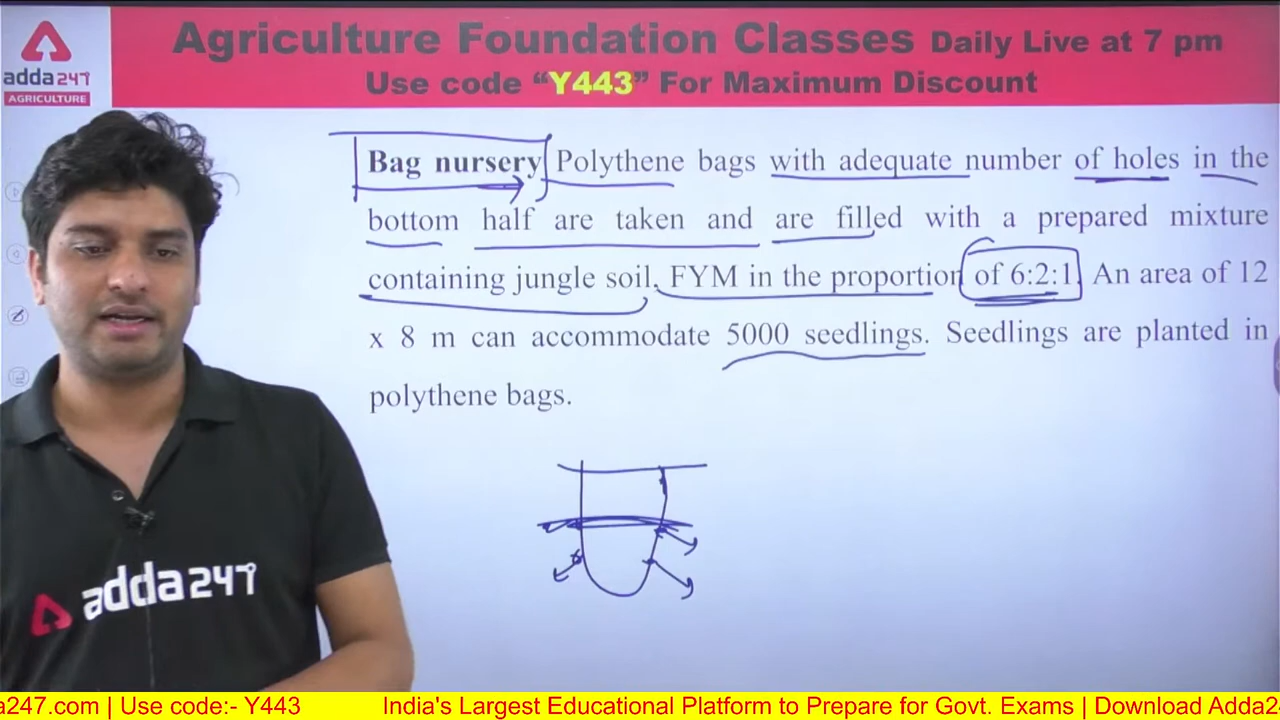 Agriculture Foundation Classes Daily Live at 7 pm
Use code “Y443” For Maximum Discount
adda247
AGRICULTURE
Bag nursery Polythene bags with adequate number of holes in the
bottom half are taken and are filled with a prepared mixture
containing jungle soil, FYM in the proportion of 6:2:1. An area of 12
x 8 m can accommodate 5000 seedlings. Seedlings are planted in
polythene bags.
adda247
a247.com | Use code:- Y443 India's Largest Educational Platform to Prepare for Govt. Exams | Download Adda2